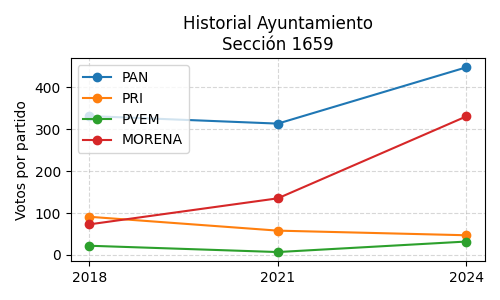 Historial Ayuntamiento
Sección 1659
PAN
PRI
PVEM
MORENA
Votos por partido
400
300
200
100
0
2018
2021
2024